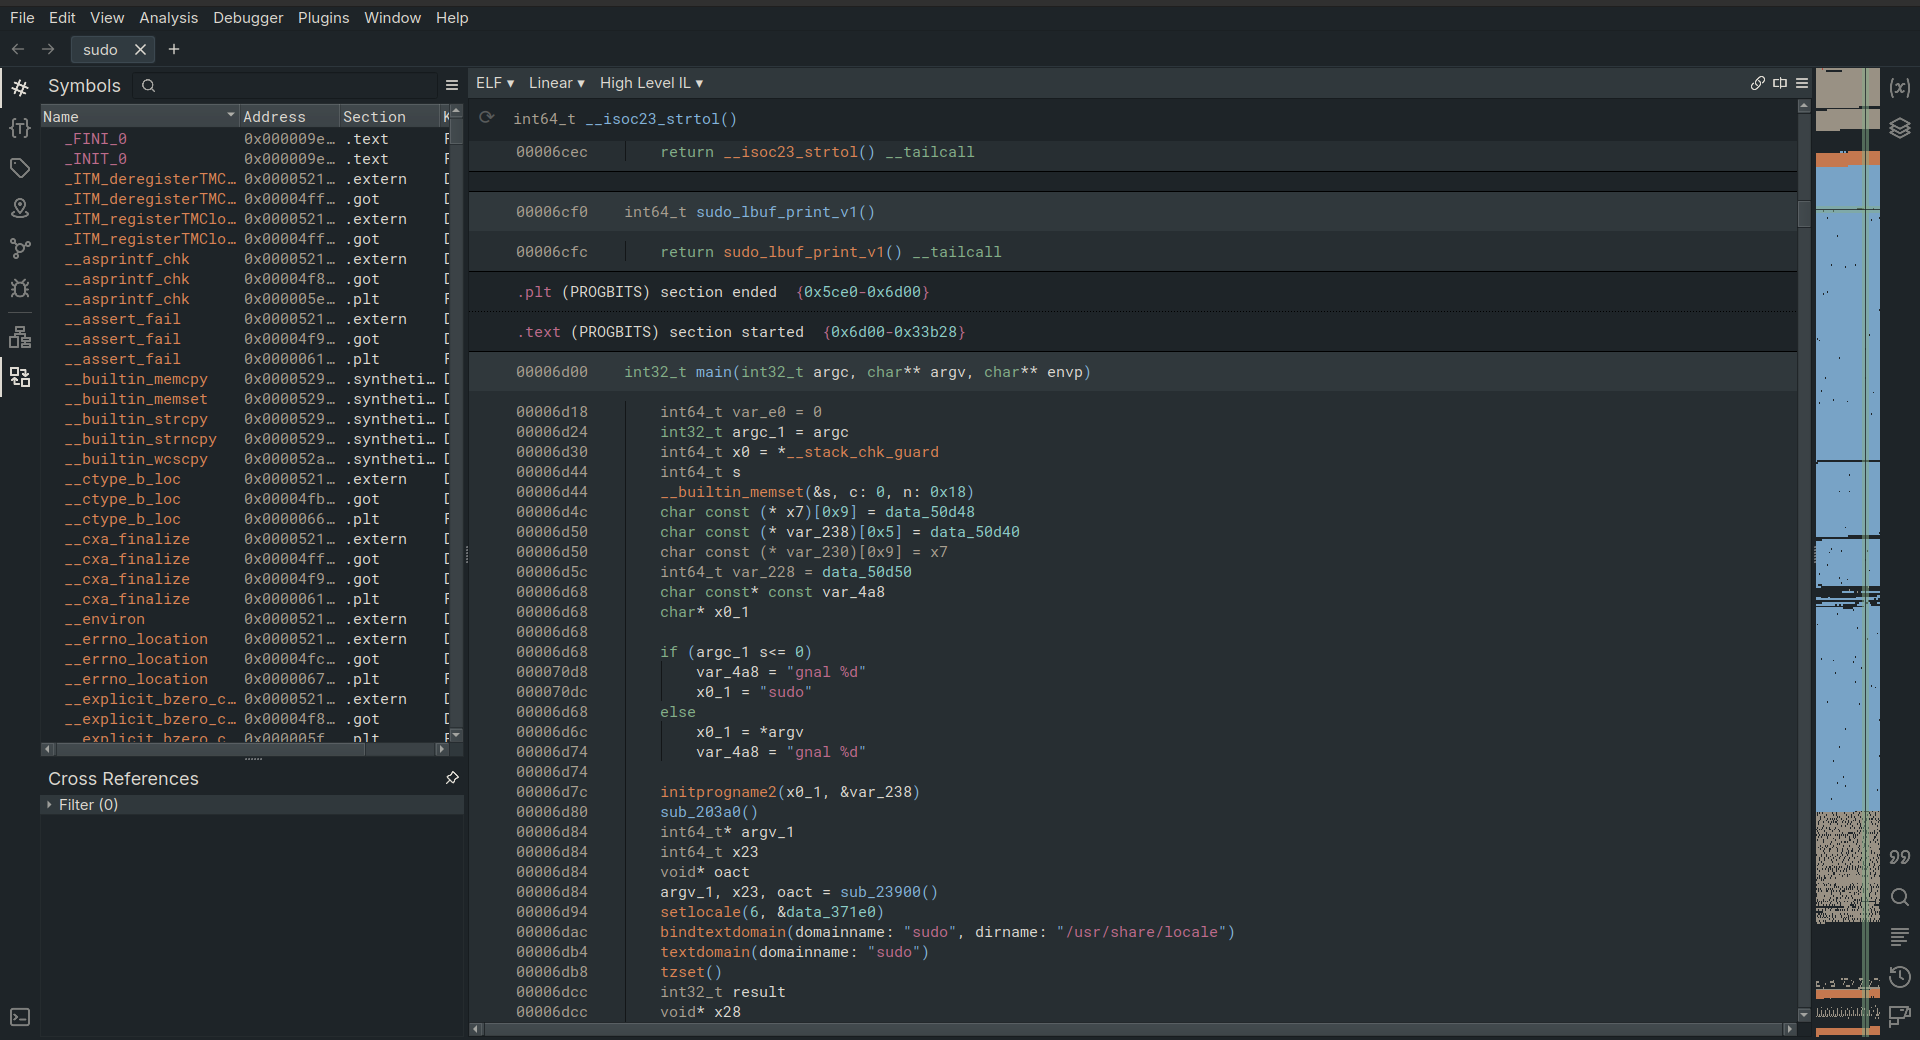 File Edit View Analysis Debugger Plugins Window Help
sudo
Symbols
Name Address Section
_FINI_0 0x000009e… .text F
_INIT_0 0x000009e… .text F
_ITM_deregisterTMC… 0x0000521… .extern D
_ITM_deregisterTMC… 0x00004ff… .got D
_ITM_registerTMClo… 0x0000521… .extern D
_ITM_registerTMClo… 0x00004ff… .got D
__asprintf_chk 0x0000521… .extern D
__asprintf_chk 0x00004f8… .got D
__asprintf_chk 0x000005e… .plt F
__assert_fail 0x0000521… .extern D
__assert_fail 0x00004f9… .got D
__assert_fail 0x0000061… .plt F
__builtin_memcpy 0x0000529… .syntheti… D
__builtin_memset 0x0000529… .syntheti… D
__builtin_strcpy 0x0000529… .syntheti… D
__builtin_strncpy 0x0000529… .syntheti… D
__builtin_wcscpy 0x000052a… .syntheti… D
__ctype_b_loc 0x0000521… .extern D
__ctype_b_loc 0x00004fb… .got D
__ctype_b_loc 0x0000066… .plt F
__cxa_finalize 0x0000521… .extern D
__cxa_finalize 0x00004ff… .got D
__cxa_finalize 0x00004f9… .got D
__cxa_finalize 0x0000061… .plt F
__environ 0x0000521… .extern D
__errno_location 0x0000521… .extern D
__errno_location 0x00004fc… .got D
__errno_location 0x0000067… .plt F
__explicit_bzero_c… 0x0000521… .extern D
__explicit_bzero_c… 0x00004f8… .got D
__explicit_bzero_c… 0x000005f… .plt F
Cross References
Filter (0)
ELF ▾ Linear ▾ High Level IL ▾
int64_t __isoc23_strtol()
00006cec return __isoc23_strtol() __tailcall
00006cf0 int64_t sudo_lbuf_print_v1()
00006cfc return sudo_lbuf_print_v1() __tailcall
.plt (PROGBITS) section ended {0x5ce0-0x6d00}
.text (PROGBITS) section started {0x6d00-0x33b28}
00006d00 int32_t main(int32_t argc, char** argv, char** envp)
00006d18 int64_t var_e0 = 0
00006d24 int32_t argc_1 = argc
00006d30 int64_t x0 = *__stack_chk_guard
00006d44 int64_t s
00006d44 __builtin_memset(&s, c: 0, n: 0x18)
00006d4c char const (* x7)[0x9] = data_50d48
00006d50 char const (* var_238)[0x5] = data_50d40
00006d50 char const (* var_230)[0x9] = x7
00006d5c int64_t var_228 = data_50d50
00006d68 char const* const var_4a8
00006d68 char* x0_1
00006d68
00006d68 if (argc_1 s<= 0)
000070d8 var_4a8 = "gnal %d"
000070dc x0_1 = "sudo"
00006d68 else
00006d6c x0_1 = *argv
00006d74 var_4a8 = "gnal %d"
00006d74
00006d7c initprogname2(x0_1, &var_238)
00006d80 sub_203a0()
00006d84 int64_t* argv_1
00006d84 int64_t x23
00006d84 void* oact
00006d84 argv_1, x23, oact = sub_23900()
00006d94 setlocale(6, &data_371e0)
00006dac bindtextdomain(domainname: "sudo", dirname: "/usr/share/locale")
00006db4 textdomain(domainname: "sudo")
00006db8 tzset()
00006dcc int32_t result
00006dcc void* x28